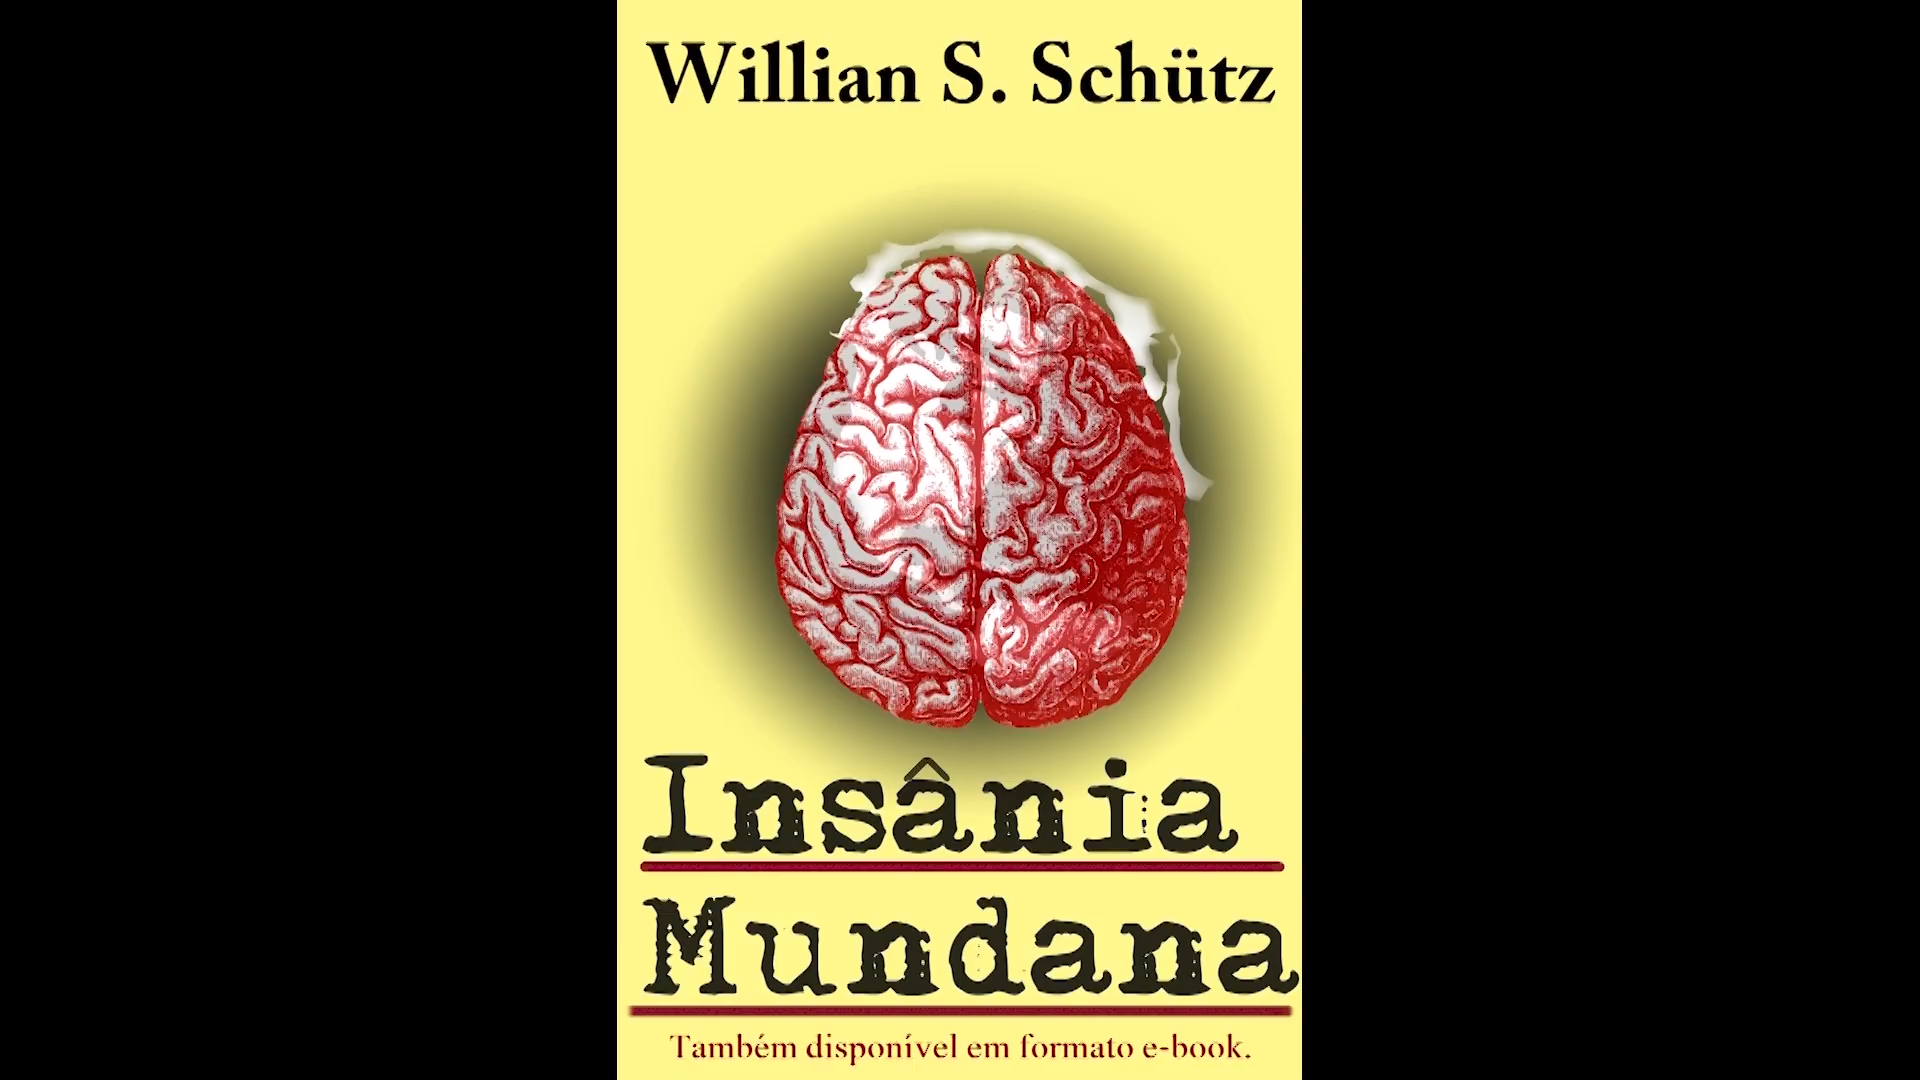 Willian S. Schütz
Insânia
Mundana
Também disponível em formato e-book.